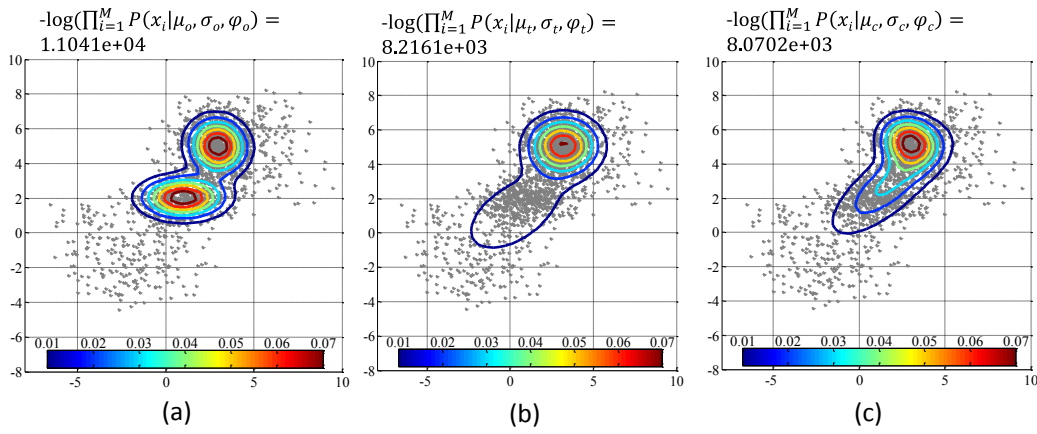 -log(∏_{i=1}^{M} P(x_i|μ_o, σ_o, φ_o) =
1.1041e+04
-log(∏_{i=1}^{M} P(x_i|μ_t, σ_t, φ_t) =
8.2161e+03
-log(∏_{i=1}^{M} P(x_i|μ_c, σ_c, φ_c) =
8.0702e+03
10
8
6
4
2
0
-2
-4
-6
-8
0.01 0.02 0.03 0.04 0.05 0.06 0.07
-5 0 5 10
(a)
10
8
6
4
2
0
-2
-4
-6
-8
0.01 0.02 0.03 0.04 0.05 0.06 0.07
-5 0 5 10
(b)
10
8
6
4
2
0
-2
-4
-6
-8
0.01 0.02 0.03 0.04 0.05 0.06 0.07
-5 0 5 10
(c)